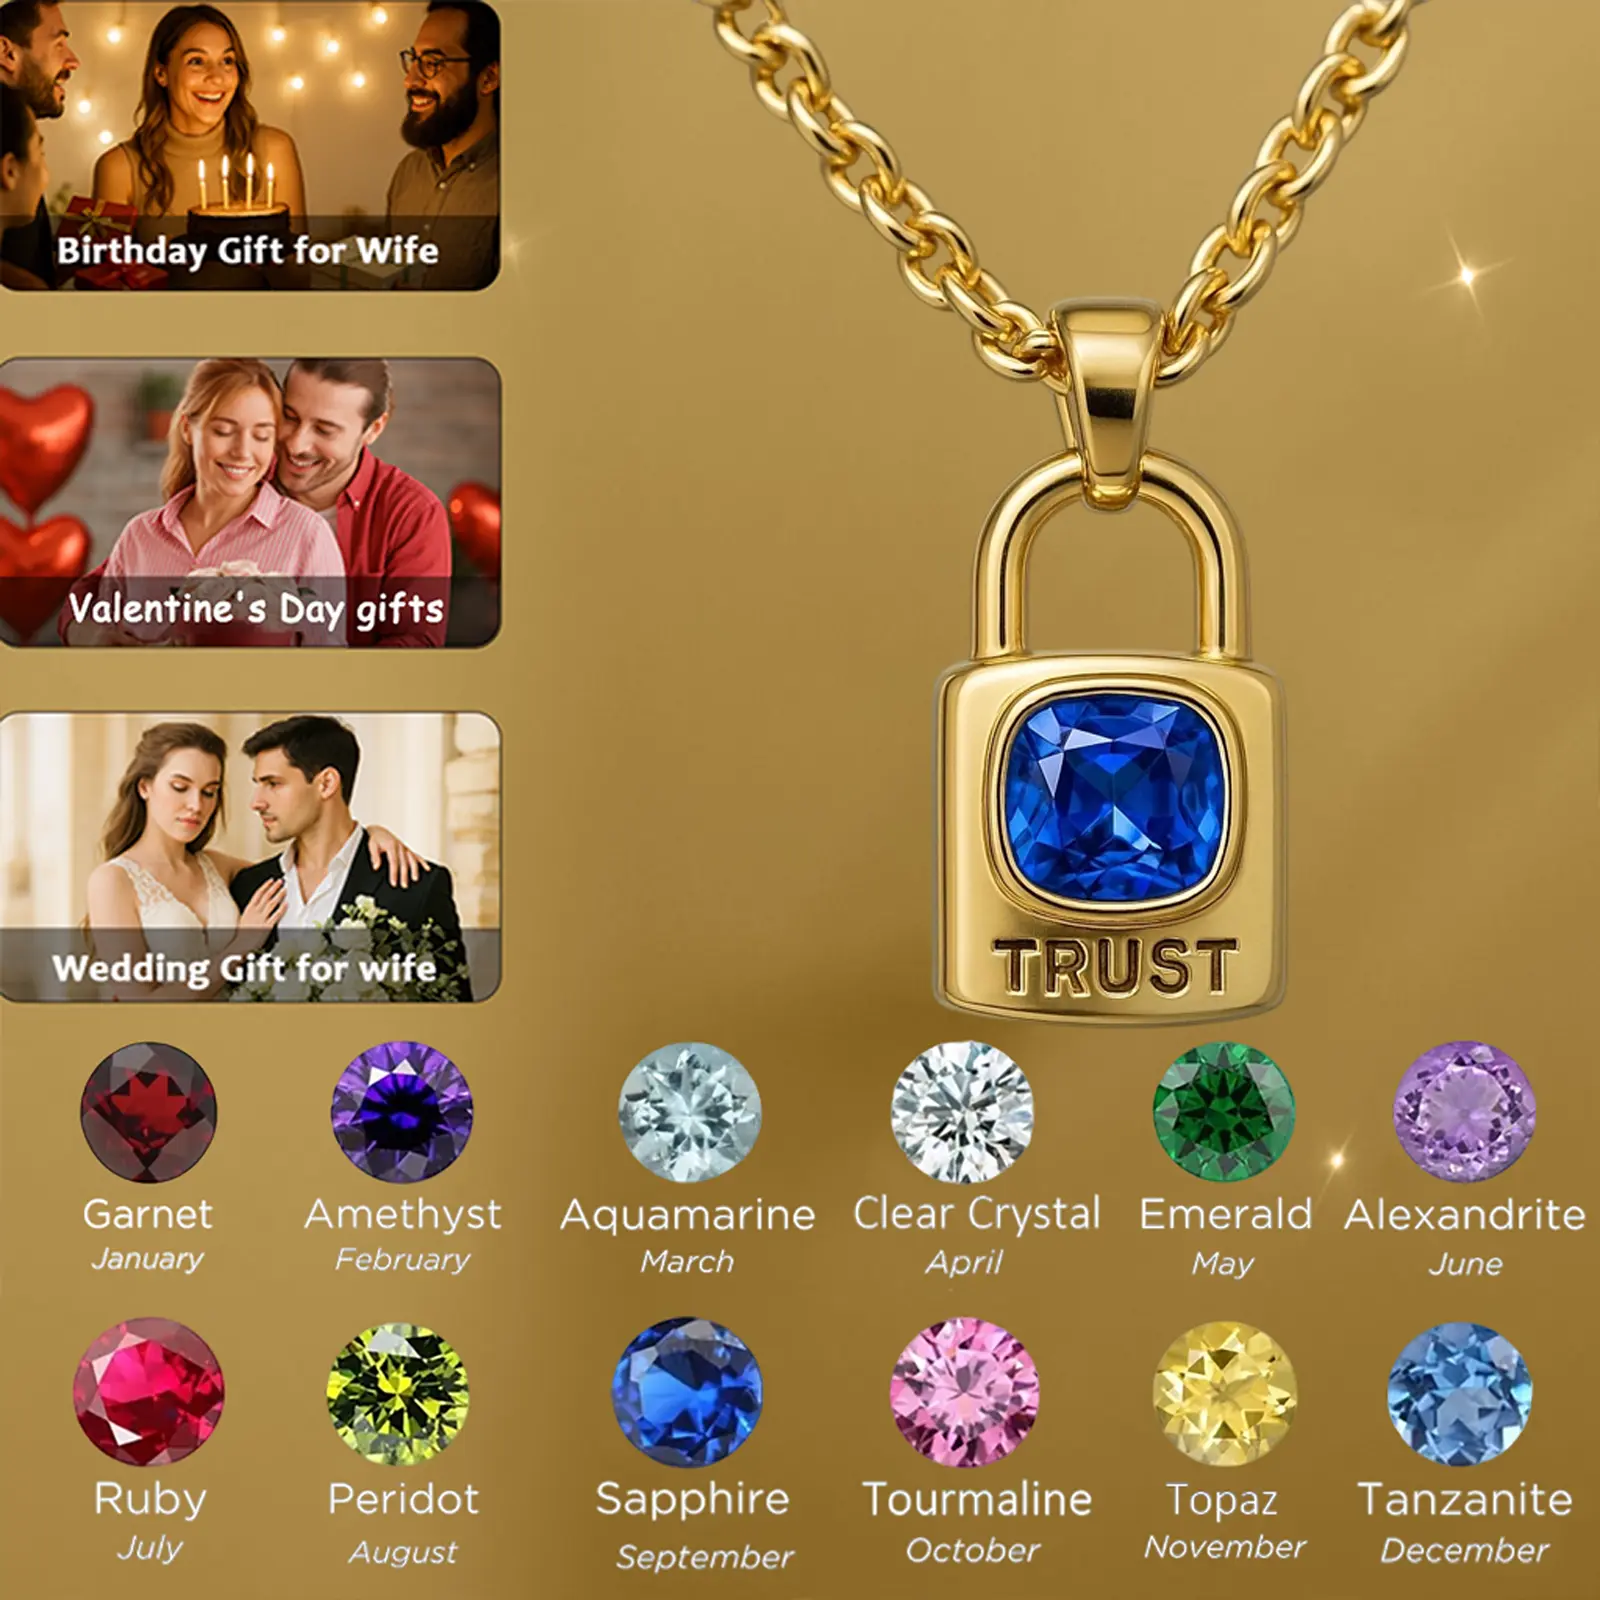 Birthday Gift for Wife
Valentine's Day gifts
Wedding Gift for wife
TRUST
Garnet
January
Amethyst
February
Aquamarine
March
Clear Crystal
April
Emerald
May
Alexandrite
June
Ruby
July
Peridot
August
Sapphire
September
Tourmaline
October
Topaz
November
Tanzanite
December